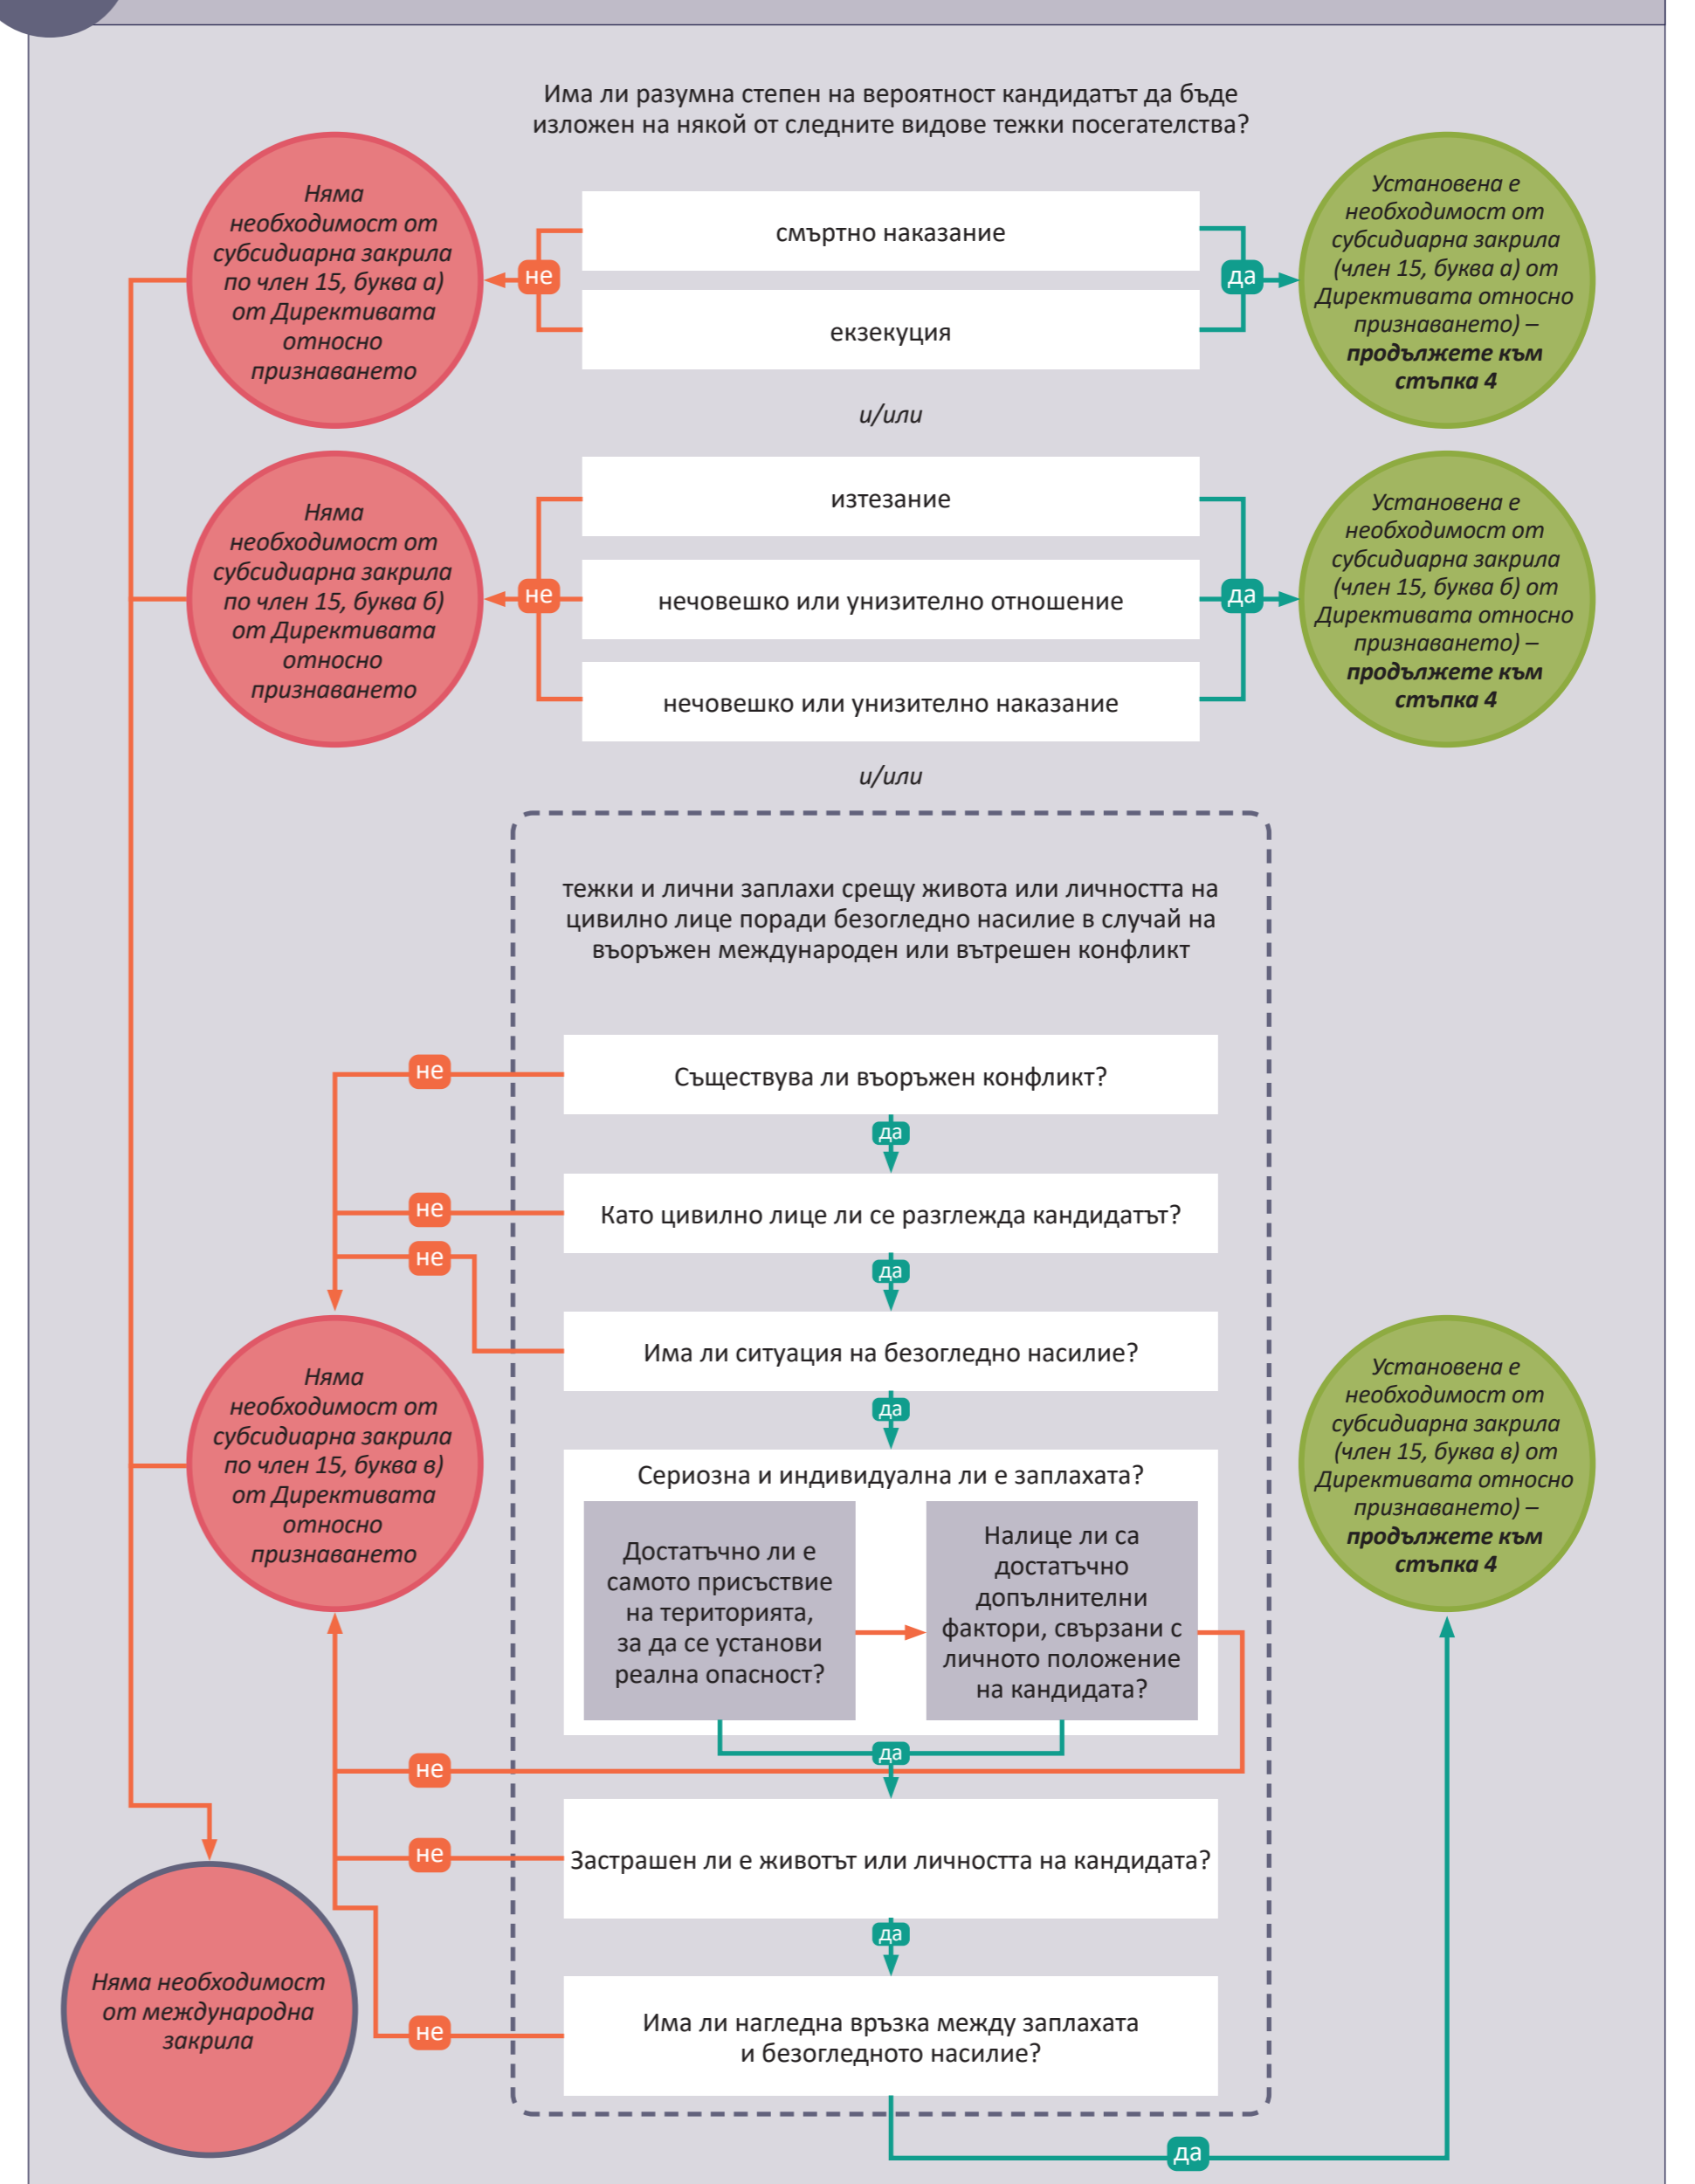 Има ли разумна степен на вероятност кандидатът да бъде
изложен на някой от следните видове тежки посегателства?
Няма
необходимост от
субсидиарна закрила
по член 15, буква а)
от Директивата
относно
признаването
не
смъртно наказание
екзекуция
да
Установена е
необходимост от
субсидиарна закрила
(член 15, буква а) от
Директивата относно
признаването) –
продължете към
стъпка 4
и/или
Няма
необходимост от
субсидиарна закрила
по член 15, буква б)
от Директивата
относно
признаването
не
изтезание
нечовешко или унизително отношение
нечовешко или унизително наказание
да
Установена е
необходимост от
субсидиарна закрила
(член 15, буква б) от
Директивата относно
признаването) –
продължете към
стъпка 4
и/или
тежки и лични заплахи срещу живота или личността на
цивилно лице поради безогледно насилие в случай на
въоръжен международен или вътрешен конфликт
не
Съществува ли въоръжен конфликт?
да
не
Като цивилно лице ли се разглежда кандидатът?
не
да
Има ли ситуация на безогледно насилие?
да
Няма
необходимост от
субсидиарна закрила
по член 15, буква в)
от Директивата
относно
признаването
Сериозна и индивидуална ли е заплахата?
Достатъчно ли е
самото присъствие
на територията,
за да се установи
реална опасност?
Налице ли са
достатъчно
допълнителни
фактори, свързани с
личното положение
на кандидата?
Установена е
необходимост от
субсидиарна закрила
(член 15, буква в) от
Директивата относно
признаването) –
продължете към
стъпка 4
да
не
не
Застрашен ли е животът или личността на кандидата?
да
Няма необходимост
от международна
закрила
не
Има ли нагледна връзка между заплахата
и безогледното насилие?
да